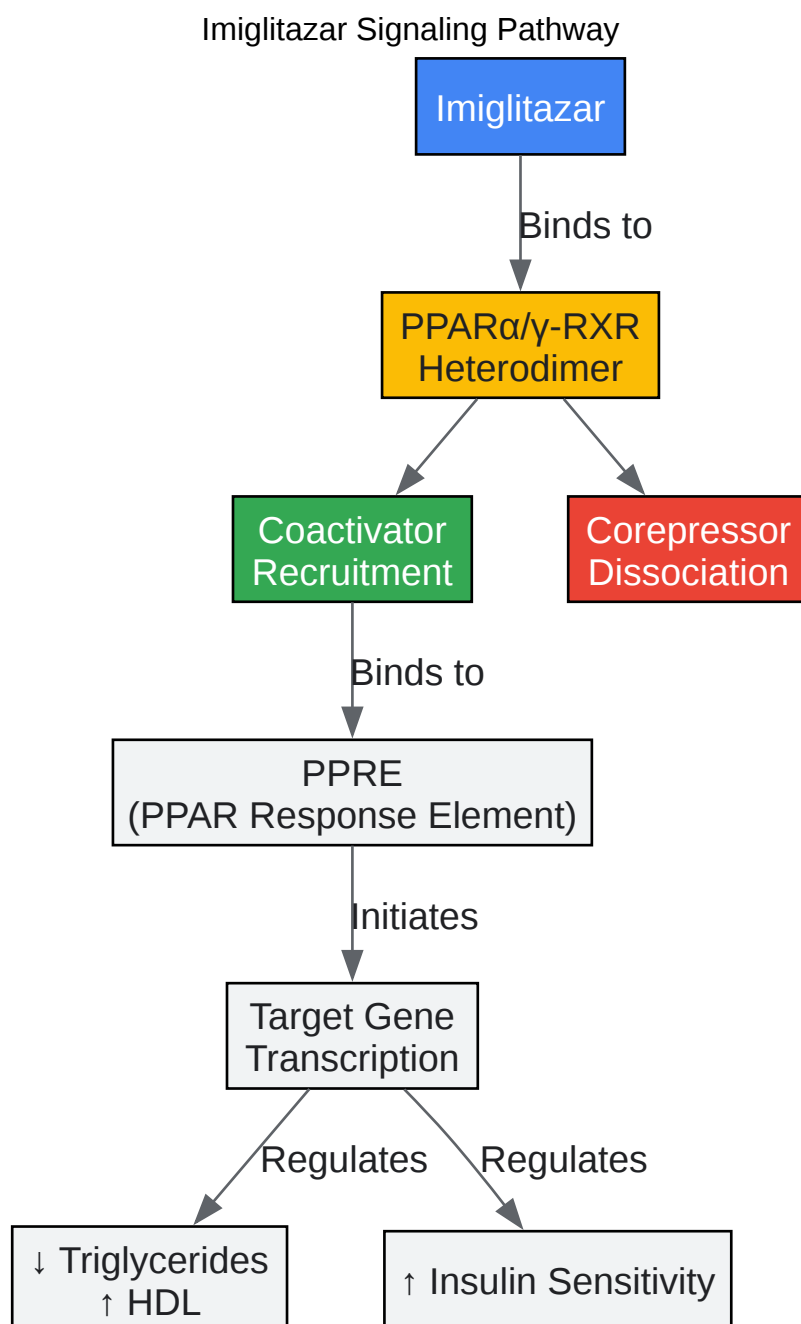 Imiglitazar Signaling Pathway
Imiglitazar
Binds to
PPARα/γ-RXR
Heterodimer
Coactivator
Recruitment
Corepressor
Dissociation
Binds to
PPRE
(PPAR Response Element)
Initiates
Target Gene
Transcription
Regulates
Regulates
↓ Triglycerides
↑ HDL
↑ Insulin Sensitivity